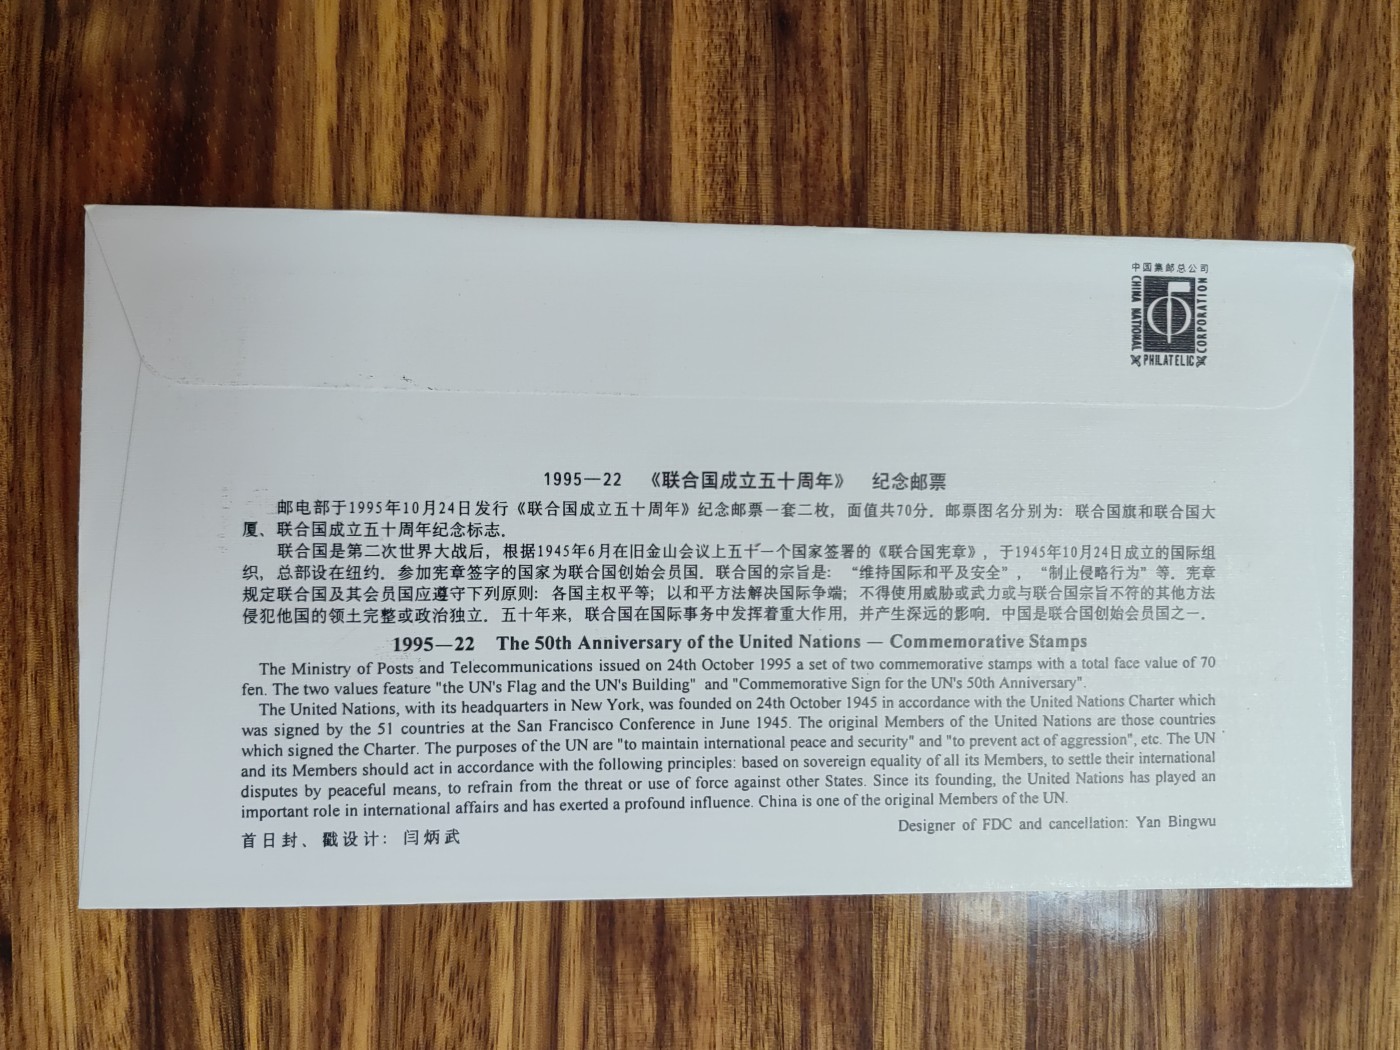 中国集邮总公司
CHINA NATIONAL
PHILATELIC
CORPORATION
1995—22 《联合国成立五十周年》 纪念邮票
邮电部于1995年10月24日发行《联合国成立五十周年》纪念邮票一套二枚，面值共70分．邮票图名分别为：联合国旗和联合国大
厦、联合国成立五十周年纪念标志．
联合国是第二次世界大战后，根据1945年6月在旧金山会议上五十一个国家签署的《联合国宪章》，于1945年10月24日成立的国际组
织，总部设在纽约．参加宪章签字的国家为联合国创始会员国．联合国的宗旨是：“维持国际和平及安全”，“制止侵略行为”等．宪章
规定联合国及其会员国应遵守下列原则：各国主权平等；以和平方法解决国际争端；不得使用威胁或武力或与联合国宗旨不符的其他方法
侵犯他国的领土完整或政治独立．五十年来，联合国在国际事务中发挥着重大作用，并产生深远的影响．中国是联合国创始会员国之一．
1995—22 The 50th Anniversary of the United Nations — Commemorative Stamps
The Ministry of Posts and Telecommunications issued on 24th October 1995 a set of two commemorative stamps with a total face value of 70
fen. The two values feature "the UN's Flag and the UN's Building" and "Commemorative Sign for the UN's 50th Anniversary".
The United Nations, with its headquarters in New York, was founded on 24th October 1945 in accordance with the United Nations Charter which
was signed by the 51 countries at the San Francisco Conference in June 1945. The original Members of the United Nations are those countries
which signed the Charter. The purposes of the UN are "to maintain international peace and security" and "to prevent act of aggression", etc. The UN
and its Members should act in accordance with the following principles: based on sovereign equality of all its Members, to settle their international
disputes by peaceful means, to refrain from the threat or use of force against other States. Since its founding, the United Nations has played an
important role in international affairs and has exerted a profound influence. China is one of the original Members of the UN.
首日封、戳设计：闫炳武
Designer of FDC and cancellation: Yan Bingwu